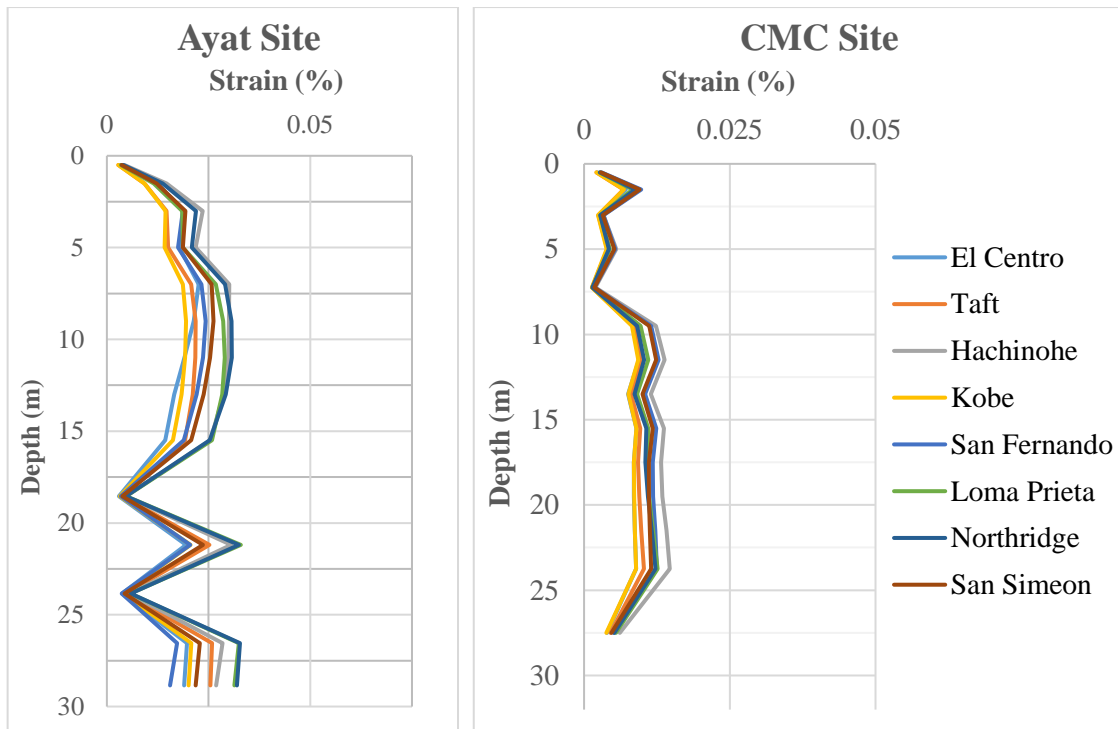 Ayat Site
Strain (%)
0 0.05
0
5
10
15
20
25
30
Depth (m)
CMC Site
Strain (%)
0 0.025 0.05
0
5
10
15
20
25
30
Depth (m)
El Centro
Taft
Hachinohe
Kobe
San Fernando
Loma Prieta
Northridge
San Simeon